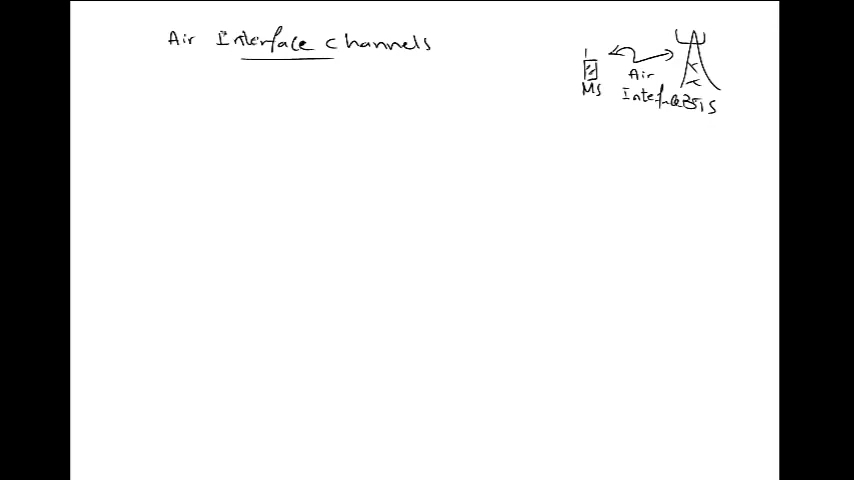 Air Interface channels
Air
MS
Interface BTS